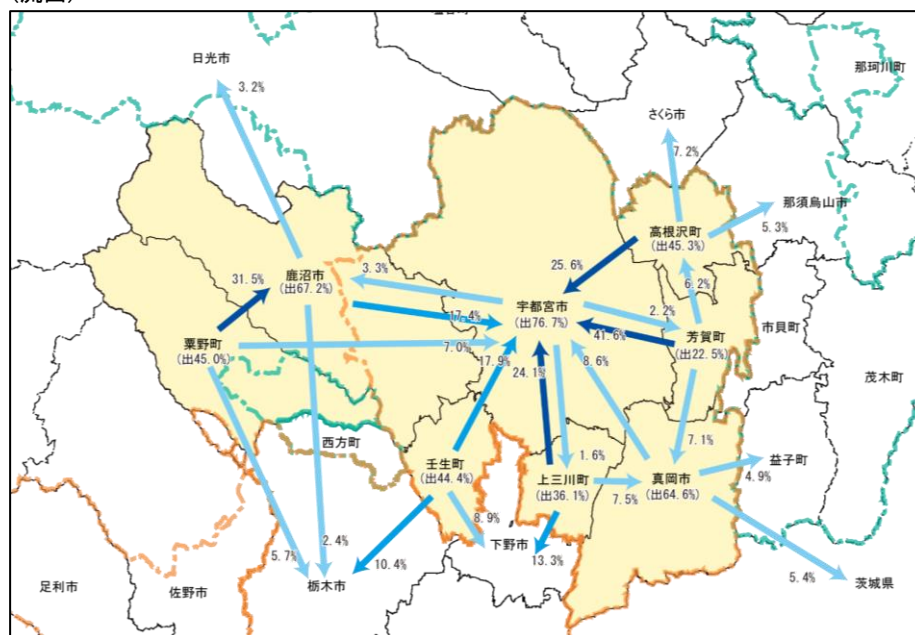 日光市
那珂川町
3.2%
さくら市
7.2%
那須烏山市
5.3%
高根沢町
(出45.3%)
鹿沼市
(出67.2%)
3.3%
25.6%
6.2%
31.5%
宇都宮市
(出76.7%)
2.2%
17.4%
41.6%
芳賀町
(出22.5%)
市貝町
粟野町
(出45.0%)
7.0%
17.9%
8.6%
24.1%
茂木町
7.1%
西方町
1.6%
壬生町
(出44.4%)
上三川町
(出36.1%)
7.5%
真岡市
(出64.6%)
益子町
4.9%
8.9%
2.4%
下野市
5.7%
10.4%
13.3%
5.4%
足利市
佐野市
栃木市
茨城県